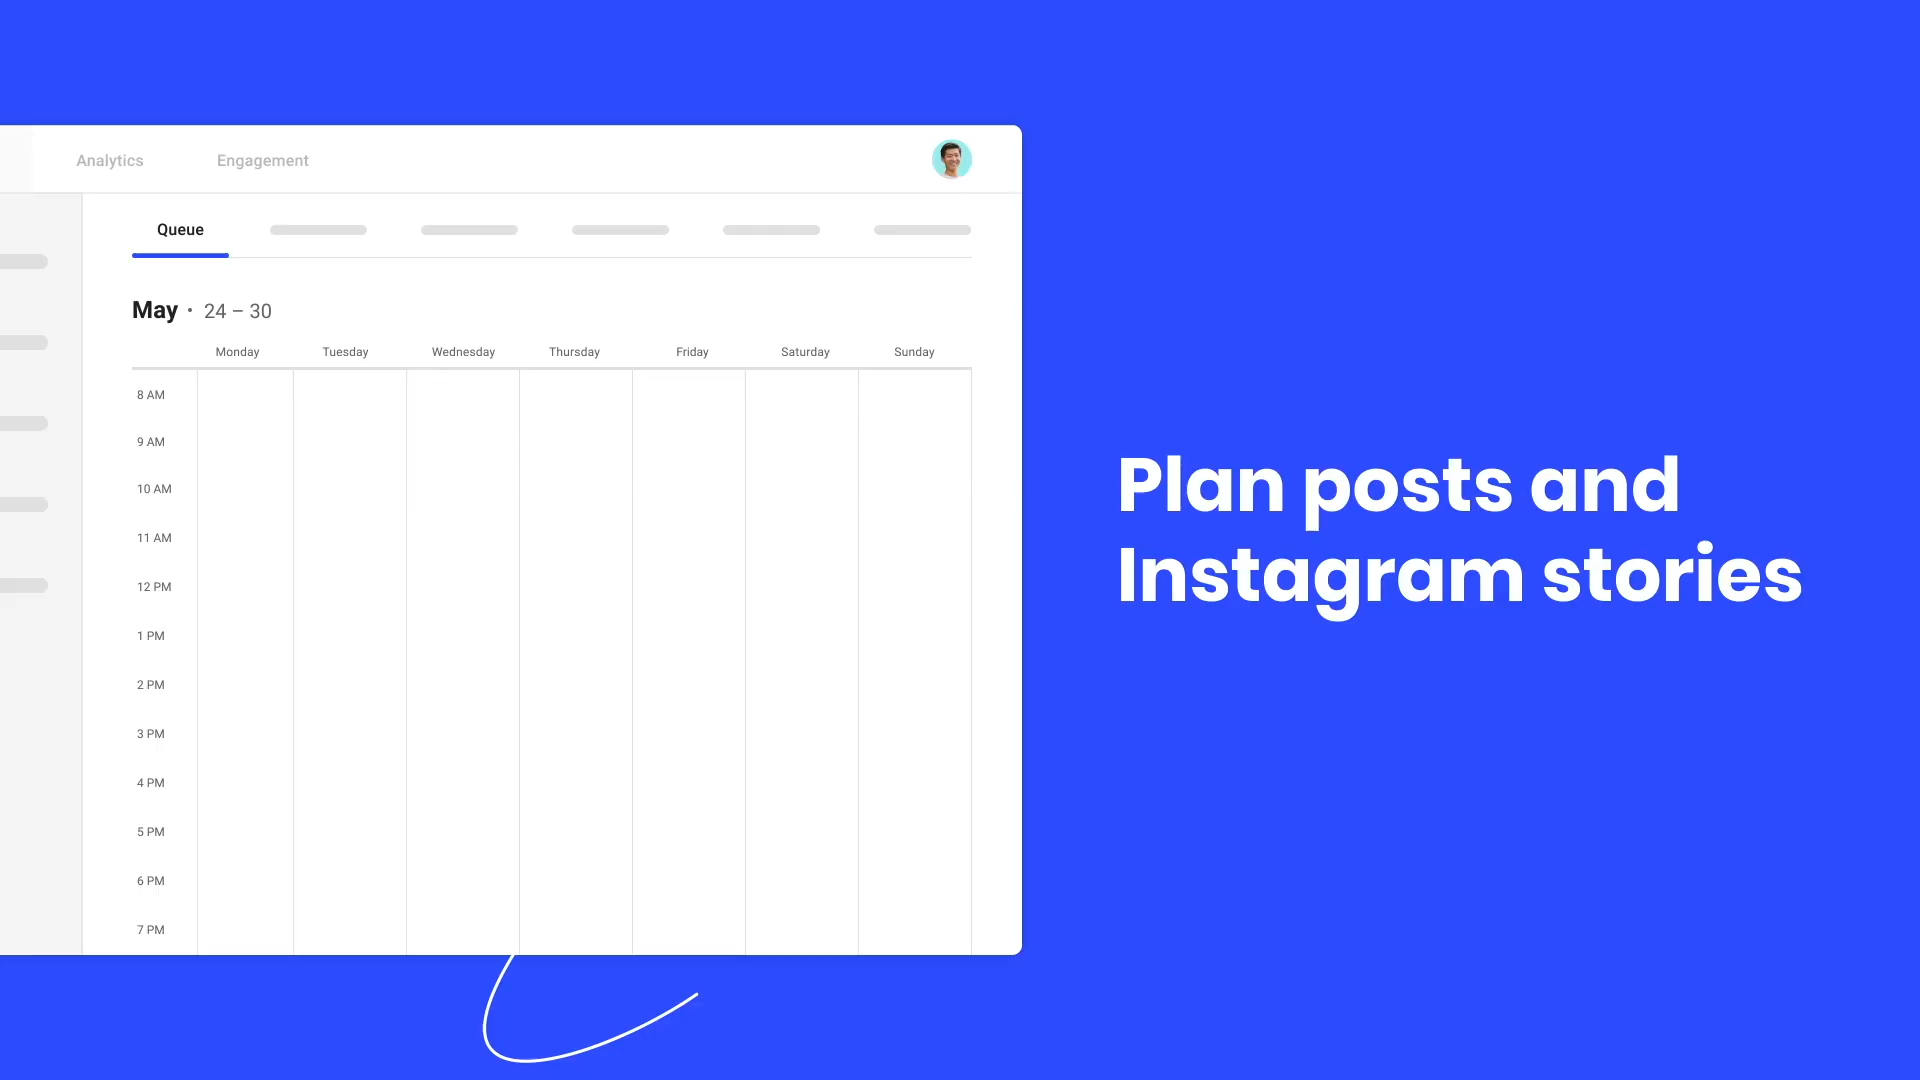 Analytics Engagement
Queue
May · 24 – 30
Monday Tuesday Wednesday Thursday Friday Saturday Sunday
8 AM
9 AM
10 AM
11 AM
12 PM
1 PM
2 PM
3 PM
4 PM
5 PM
6 PM
7 PM
Plan posts and
Instagram stories